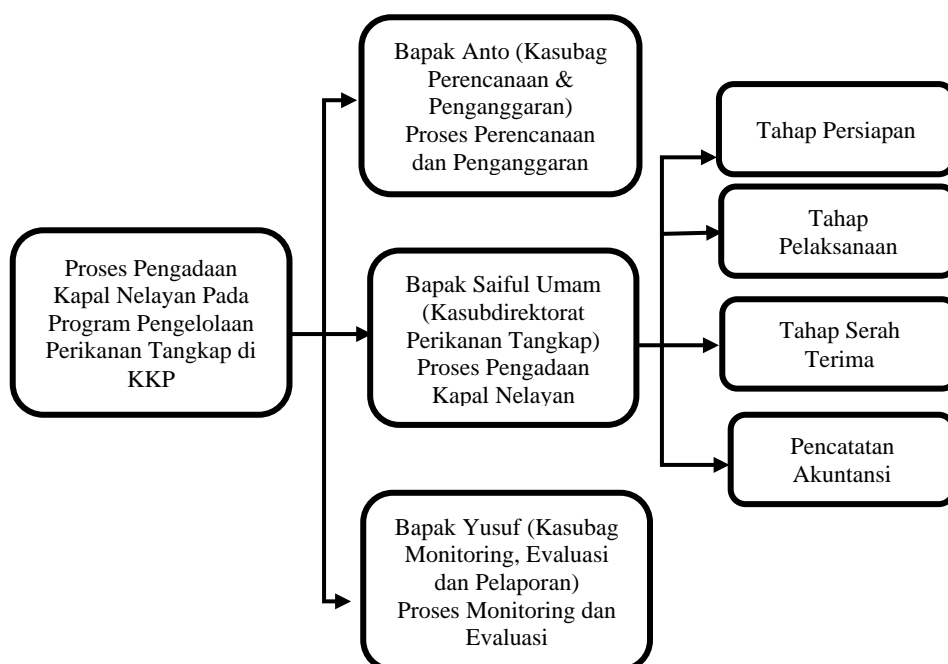 Proses Pengadaan
Kapal Nelayan Pada
Program Pengelolaan
Perikanan Tangkap di
KKP
Bapak Anto (Kasubag
Perencanaan &
Penganggaran)
Proses Perencanaan
dan Penganggaran
Bapak Saiful Umam
(Kasubdirektorat
Perikanan Tangkap)
Proses Pengadaan
Kapal Nelayan
Bapak Yusuf (Kasubag
Monitoring, Evaluasi
dan Pelaporan)
Proses Monitoring dan
Evaluasi
Tahap Persiapan
Tahap
Pelaksanaan
Tahap Serah
Terima
Pencatatan
Akuntansi